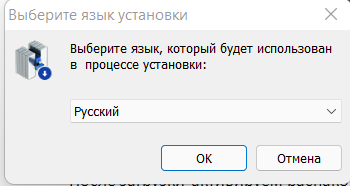 Выберите язык установки
Выберите язык, который будет использован
в процессе установки:
Русский
OK
Отмена